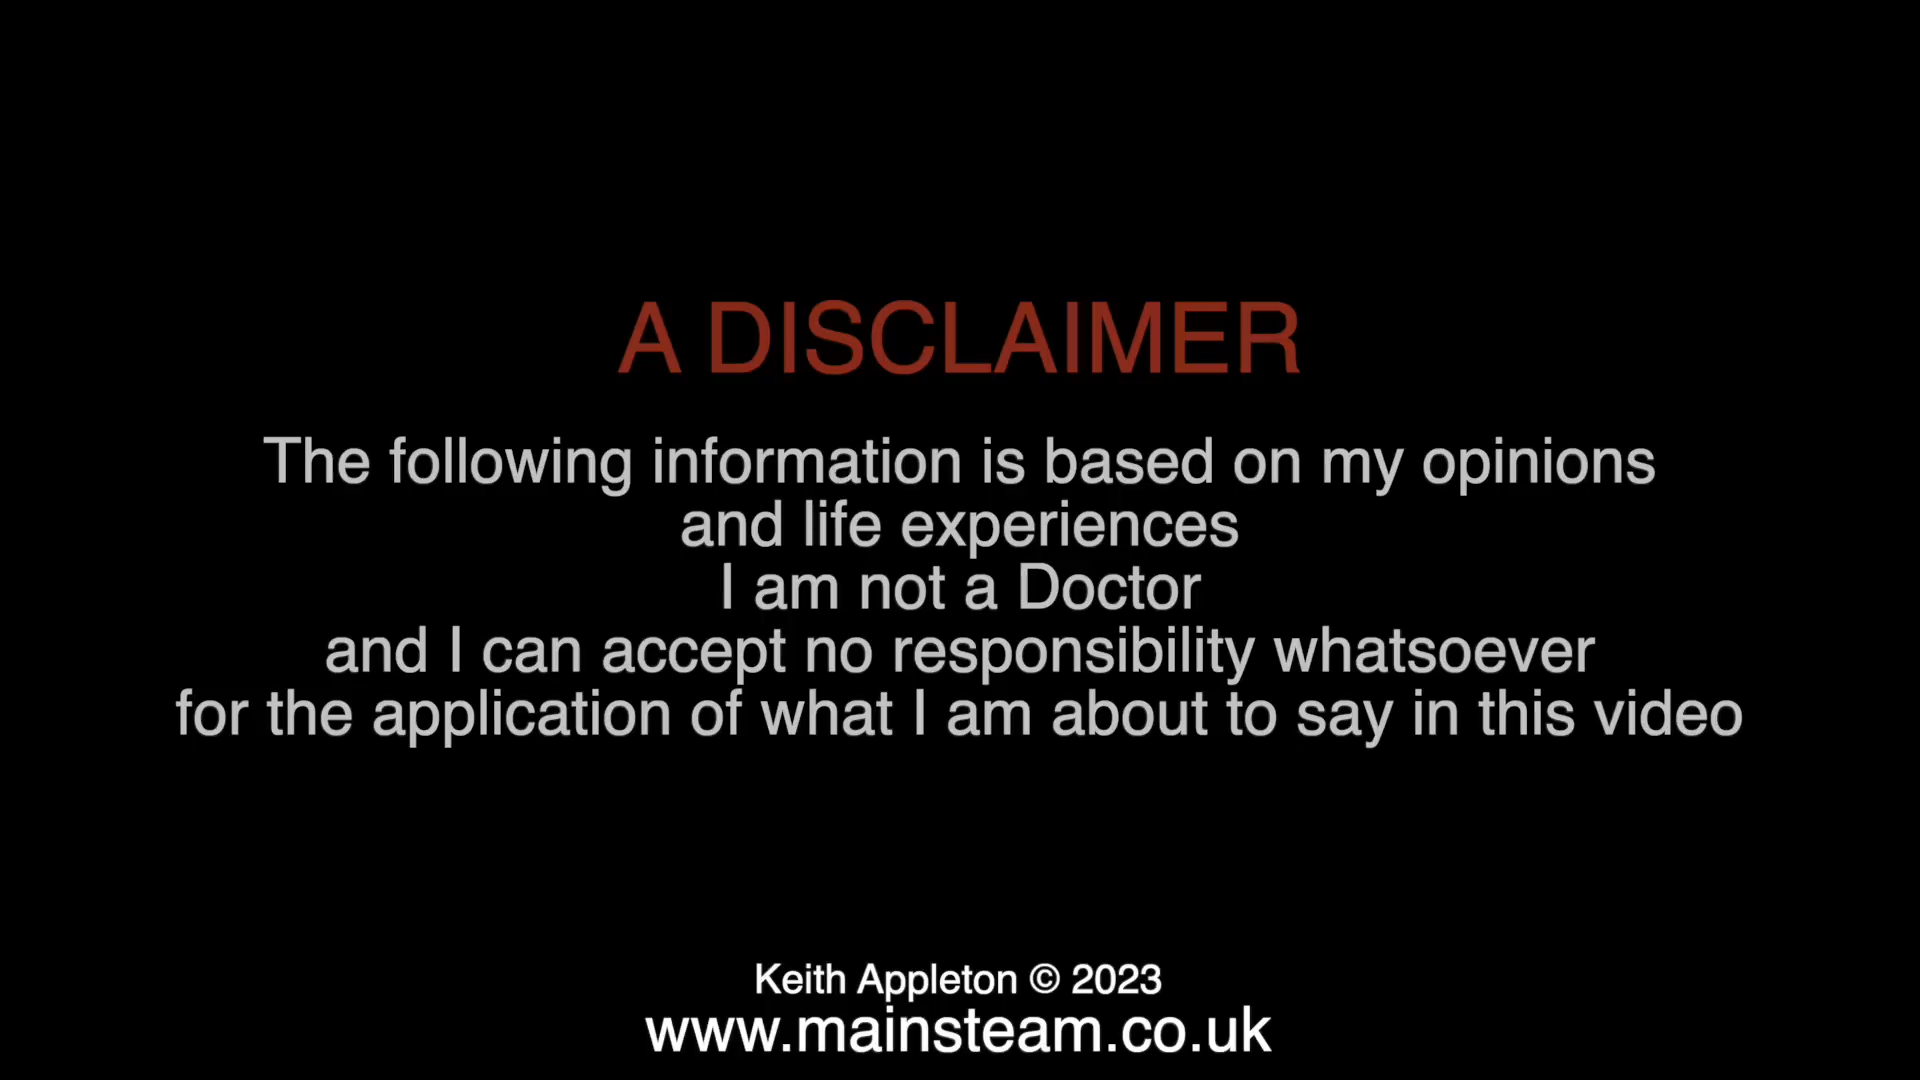 A DISCLAIMER
The following information is based on my opinions
and life experiences
I am not a Doctor
and I can accept no responsibility whatsoever
for the application of what I am about to say in this video
Keith Appleton © 2023
www.mainsteam.co.uk